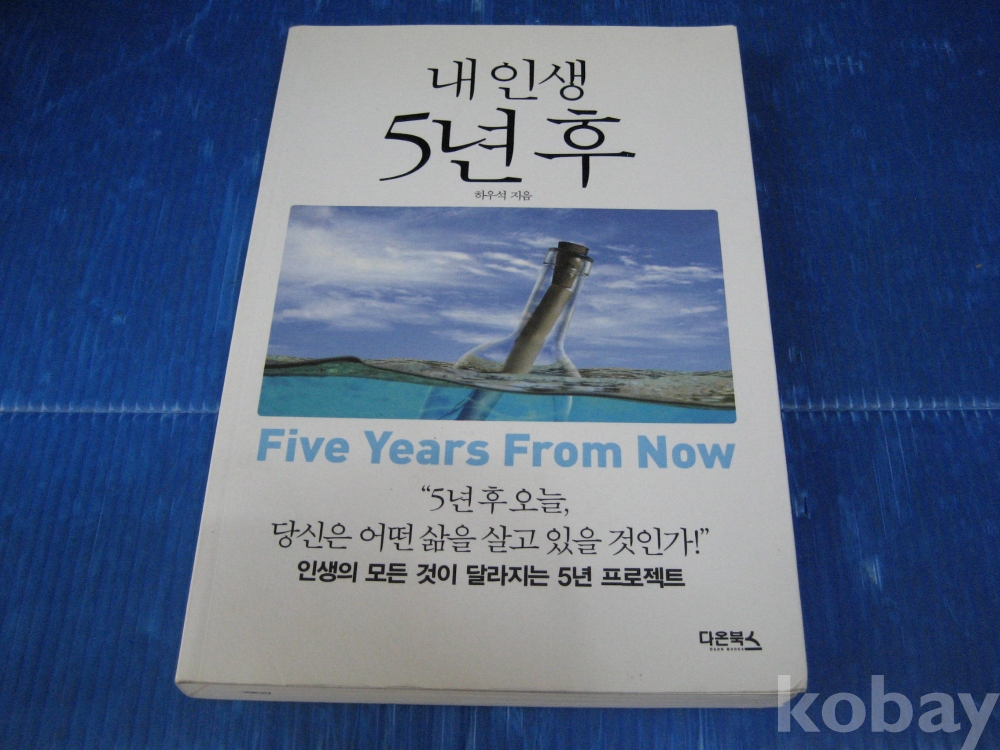 내 인생
5년 후
하우석 지음
Five Years From Now
“5년 후 오늘,
당신은 어떤 삶을 살고 있을 것인가!”
인생의 모든 것이 달라지는 5년 프로젝트
다온북스
DAON BOOKS
kobay